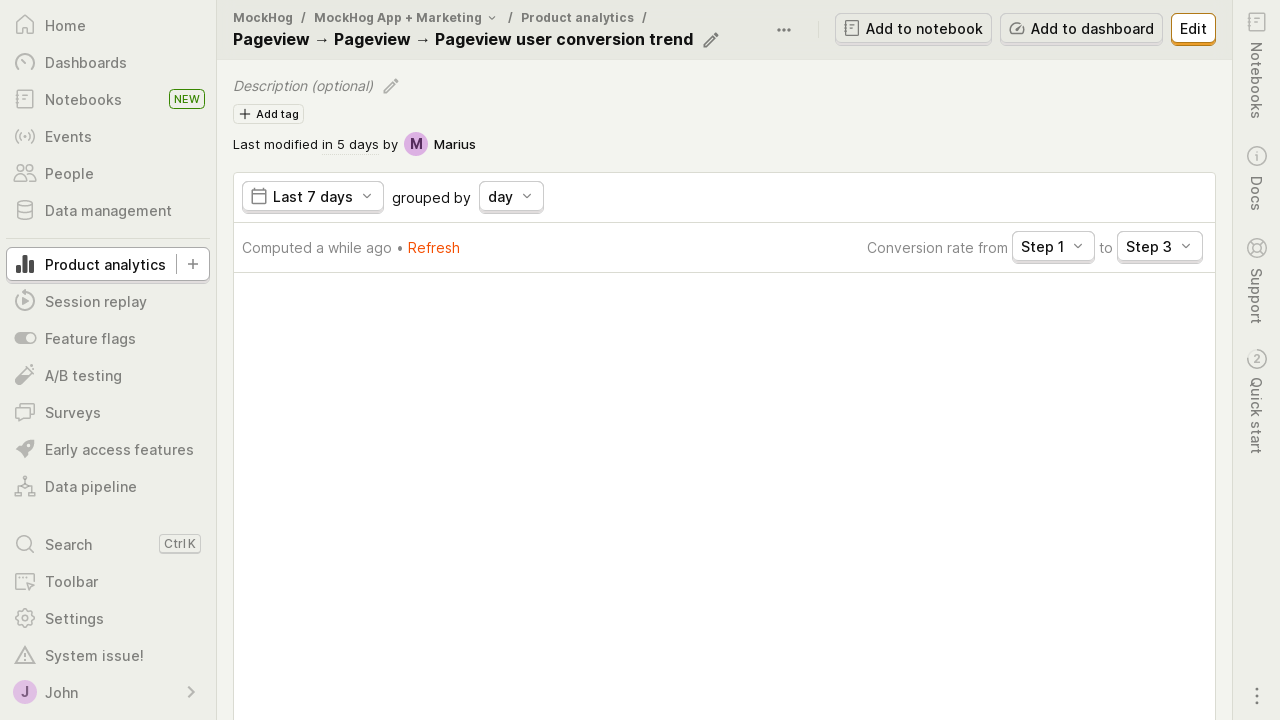 Home
Dashboards
Notebooks NEW
Events
People
Data management
Product analytics
Session replay
Feature flags
A/B testing
Surveys
Early access features
Data pipeline
Search Ctrl K
Toolbar
Settings
System issue!
J John
MockHog / MockHog App + Marketing / Product analytics /
Pageview → Pageview → Pageview user conversion trend
Add to notebook
Add to dashboard
Edit
Description (optional)
Add tag
Last modified in 5 days by M Marius
Last 7 days grouped by day
Computed a while ago • Refresh
Conversion rate from Step 1 to Step 3
Notebooks
Docs
Support
2
Quick start